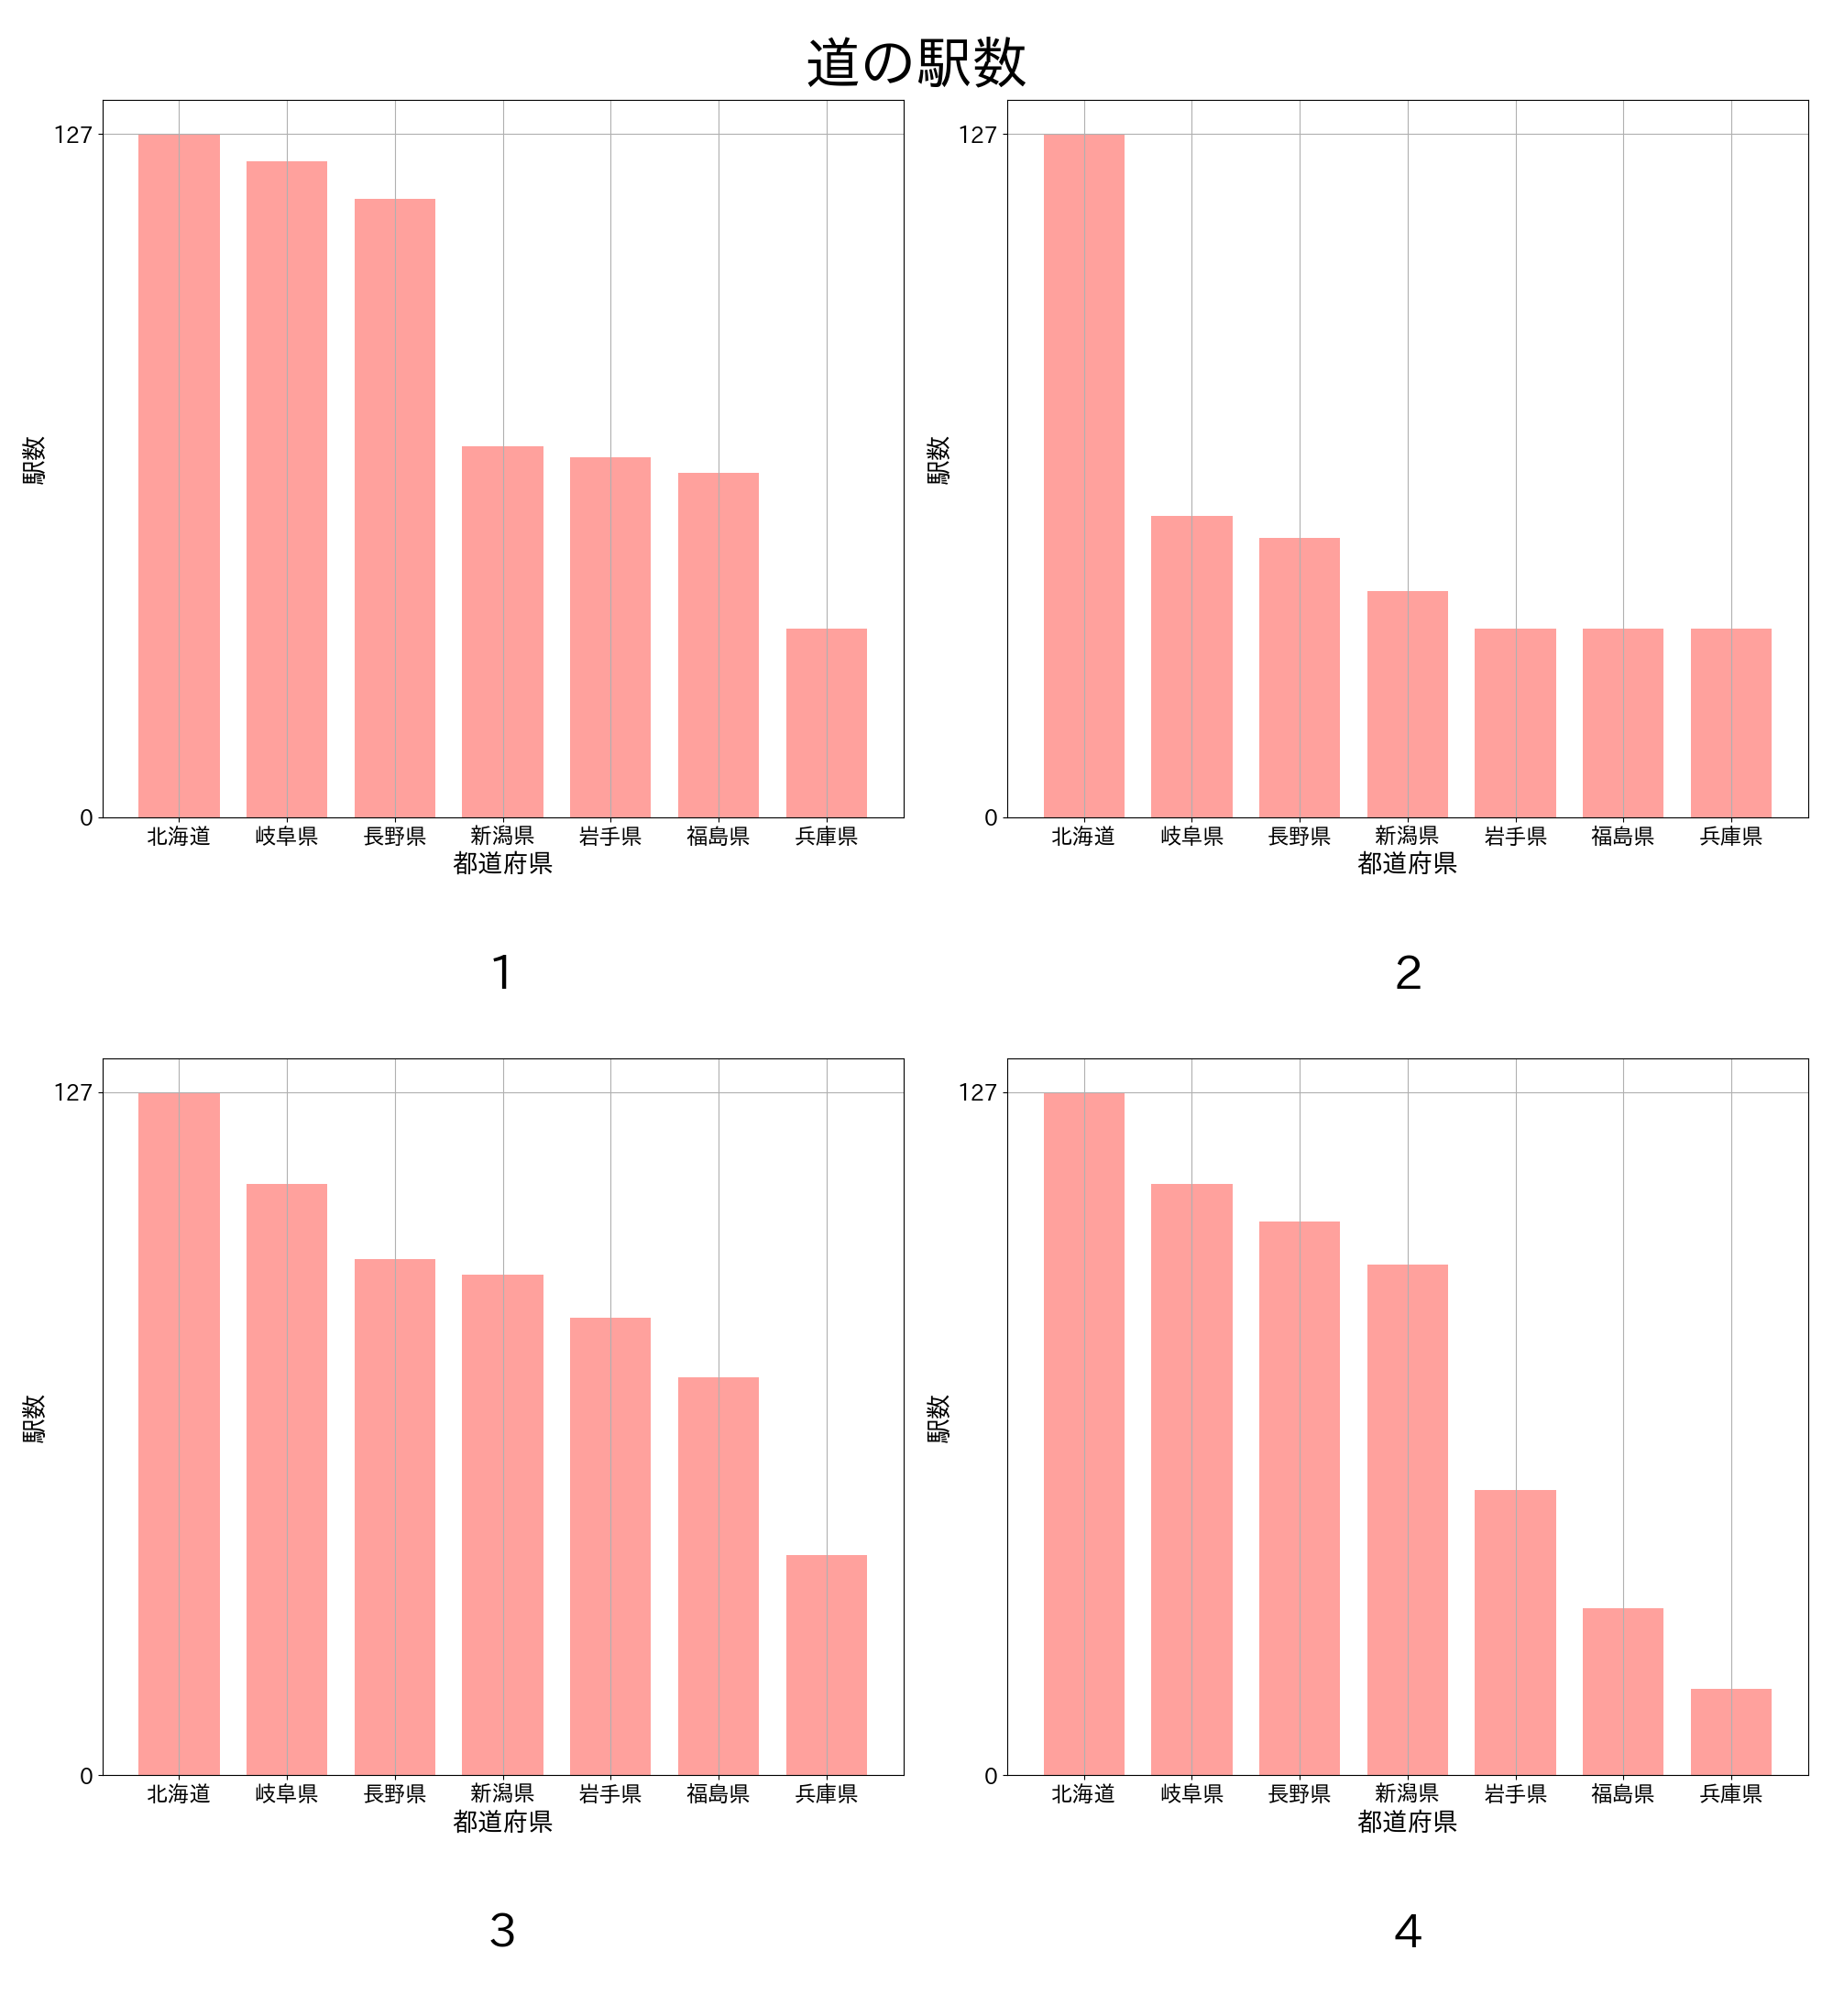 道の駅数
127
0
駅数
北海道 岐阜県 長野県 新潟県 岩手県 福島県 兵庫県
都道府県
1
127
0
駅数
北海道 岐阜県 長野県 新潟県 岩手県 福島県 兵庫県
都道府県
2
127
0
駅数
北海道 岐阜県 長野県 新潟県 岩手県 福島県 兵庫県
都道府県
3
127
0
駅数
北海道 岐阜県 長野県 新潟県 岩手県 福島県 兵庫県
都道府県
4